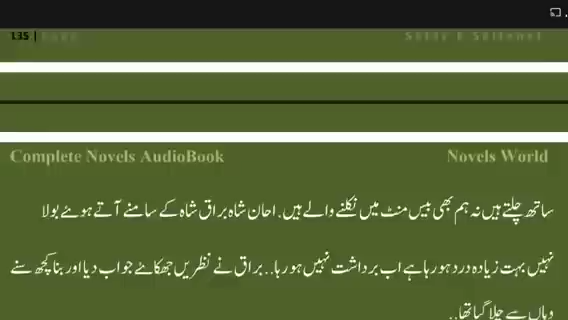 135 |
Complete Novels AudioBook Novels World
ساتھ چلتے ہیں نہ ہم بھی بیس منٹ میں نکلنے والے ہیں. احان شاہ براق شاہ کے سامنے آتے ہوئے بولا
نہیں بہت زیادہ درد ہو رہا ہے اب برداشت نہیں ہو رہا.. براق نے نظریں جھکائے جواب دیا اور بنا کچھ سنے
وہاں سے چلا گیا تھا..